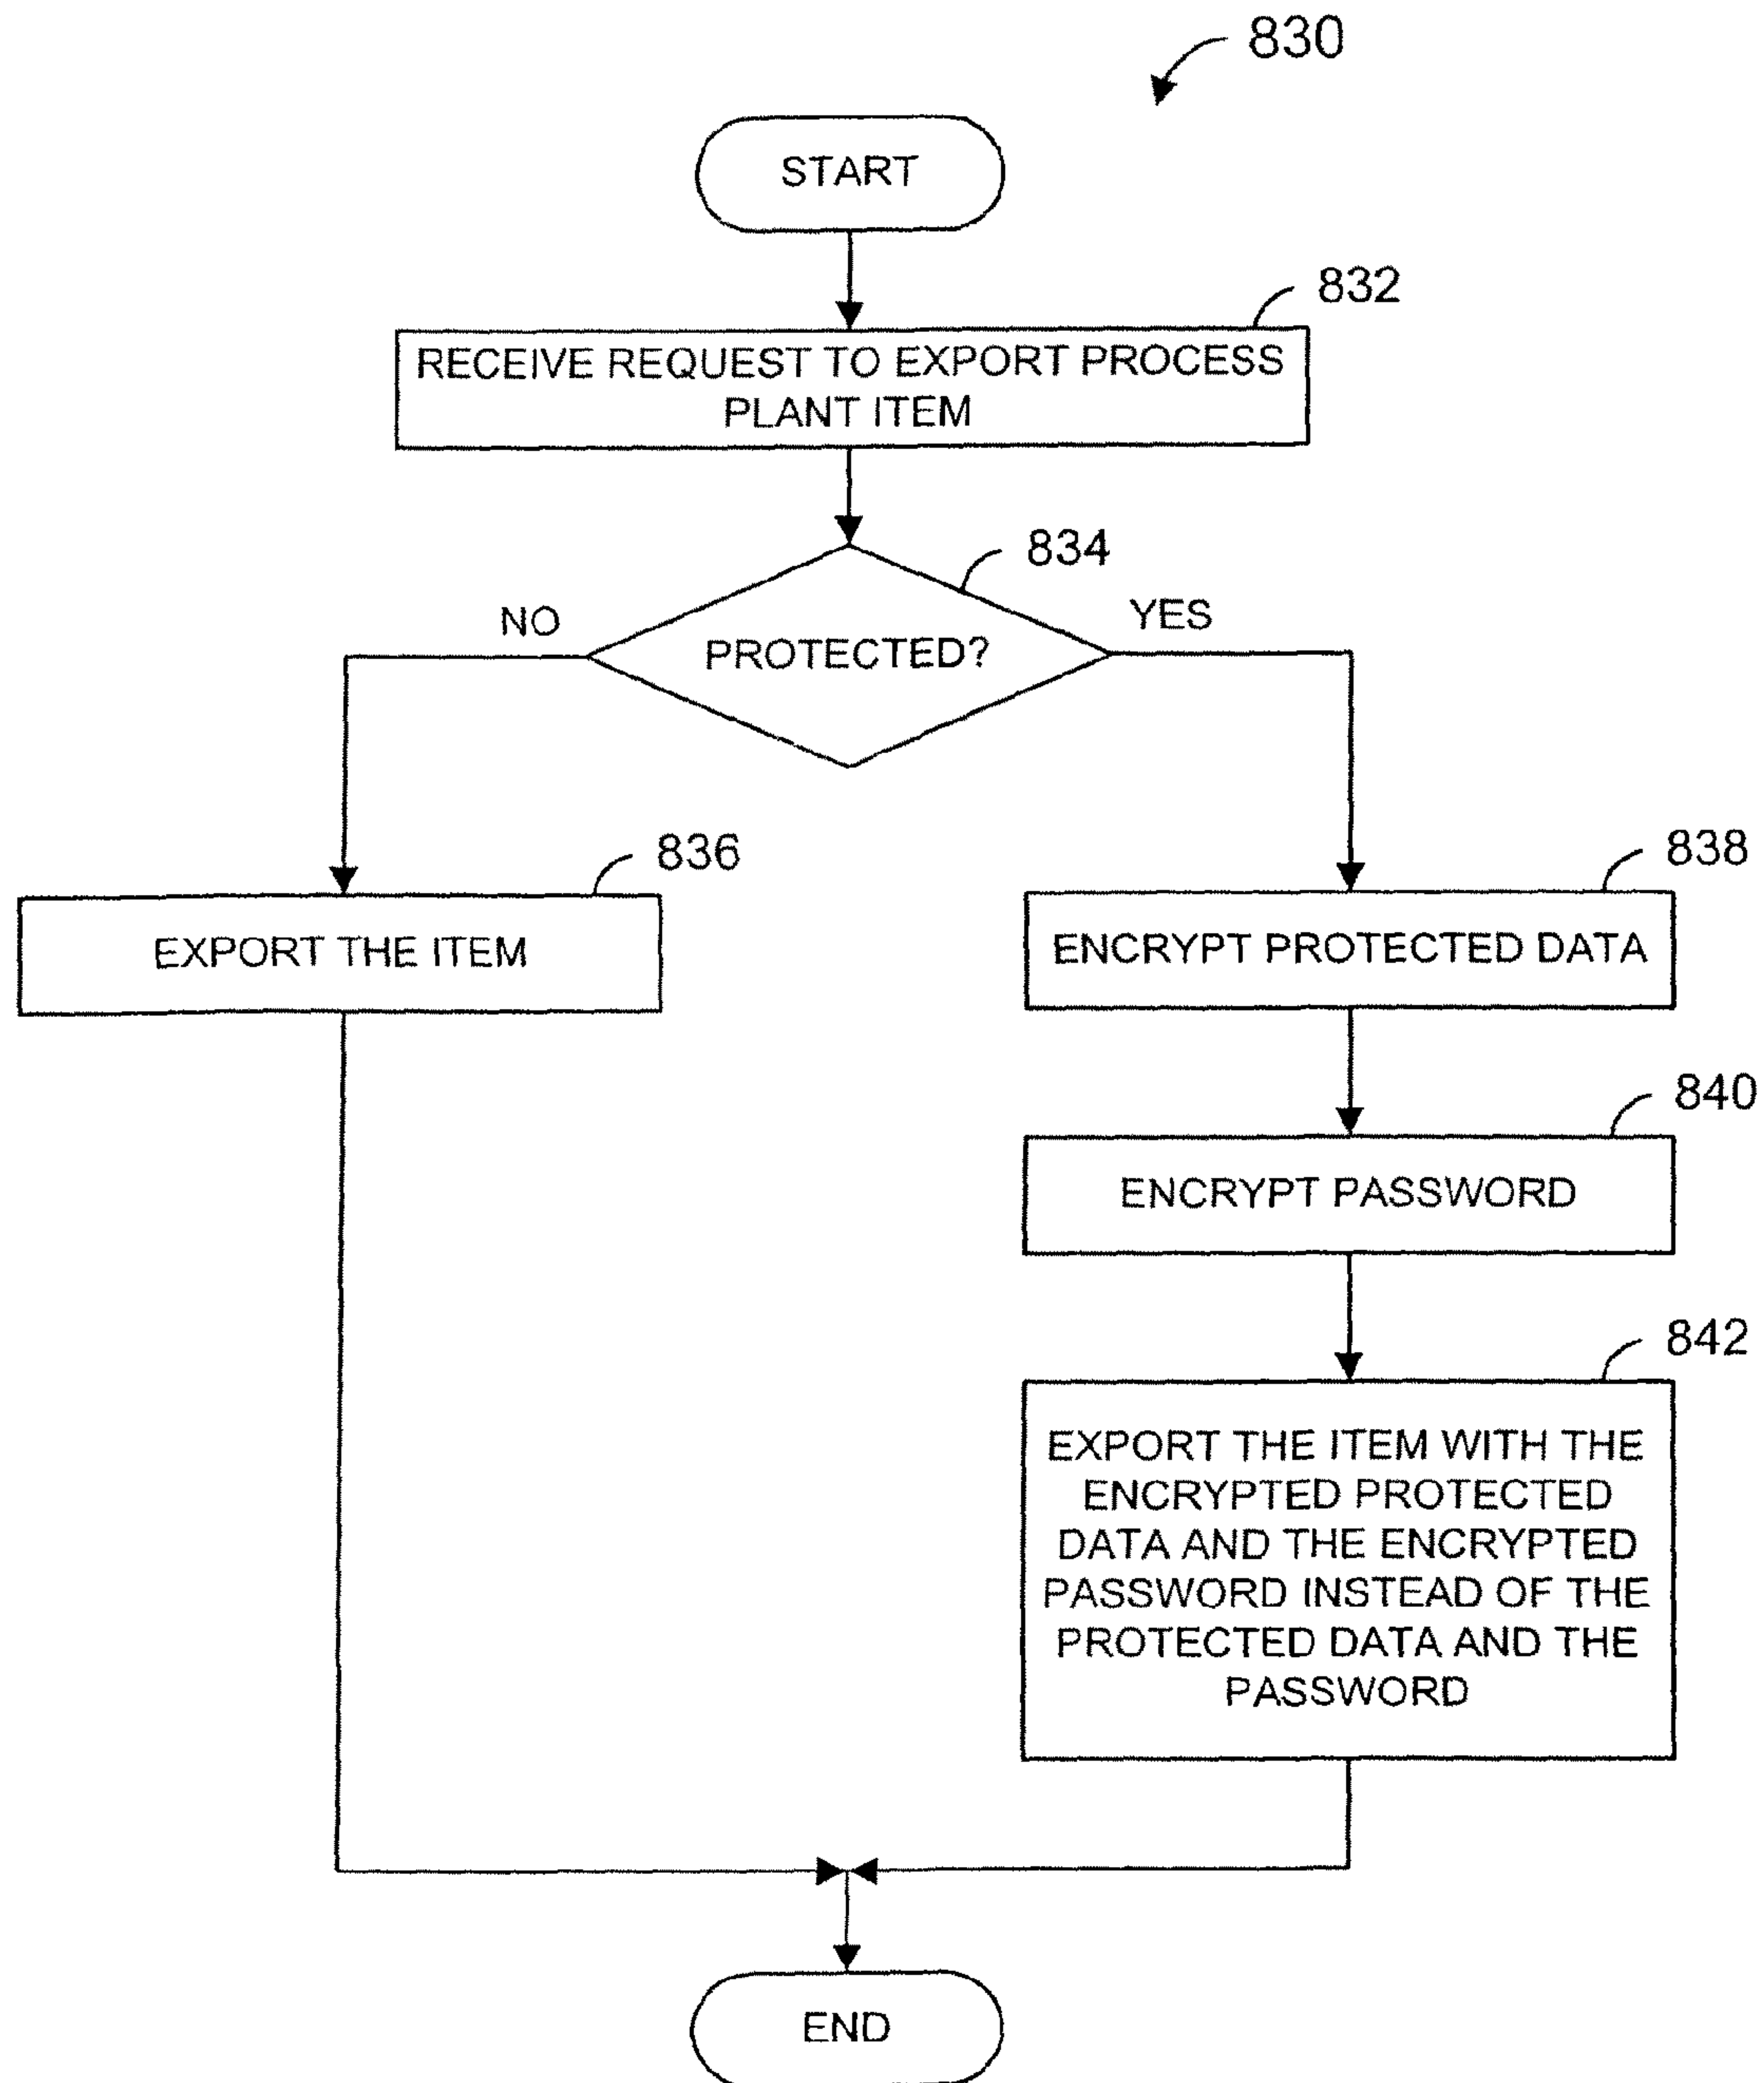 830
START
832
RECEIVE REQUEST TO EXPORT PROCESS
PLANT ITEM
834
NO
YES
PROTECTED?
836
EXPORT THE ITEM
838
ENCRYPT PROTECTED DATA
840
ENCRYPT PASSWORD
842
EXPORT THE ITEM WITH THE
ENCRYPTED PROTECTED
DATA AND THE ENCRYPTED
PASSWORD INSTEAD OF THE
PROTECTED DATA AND THE
PASSWORD
END